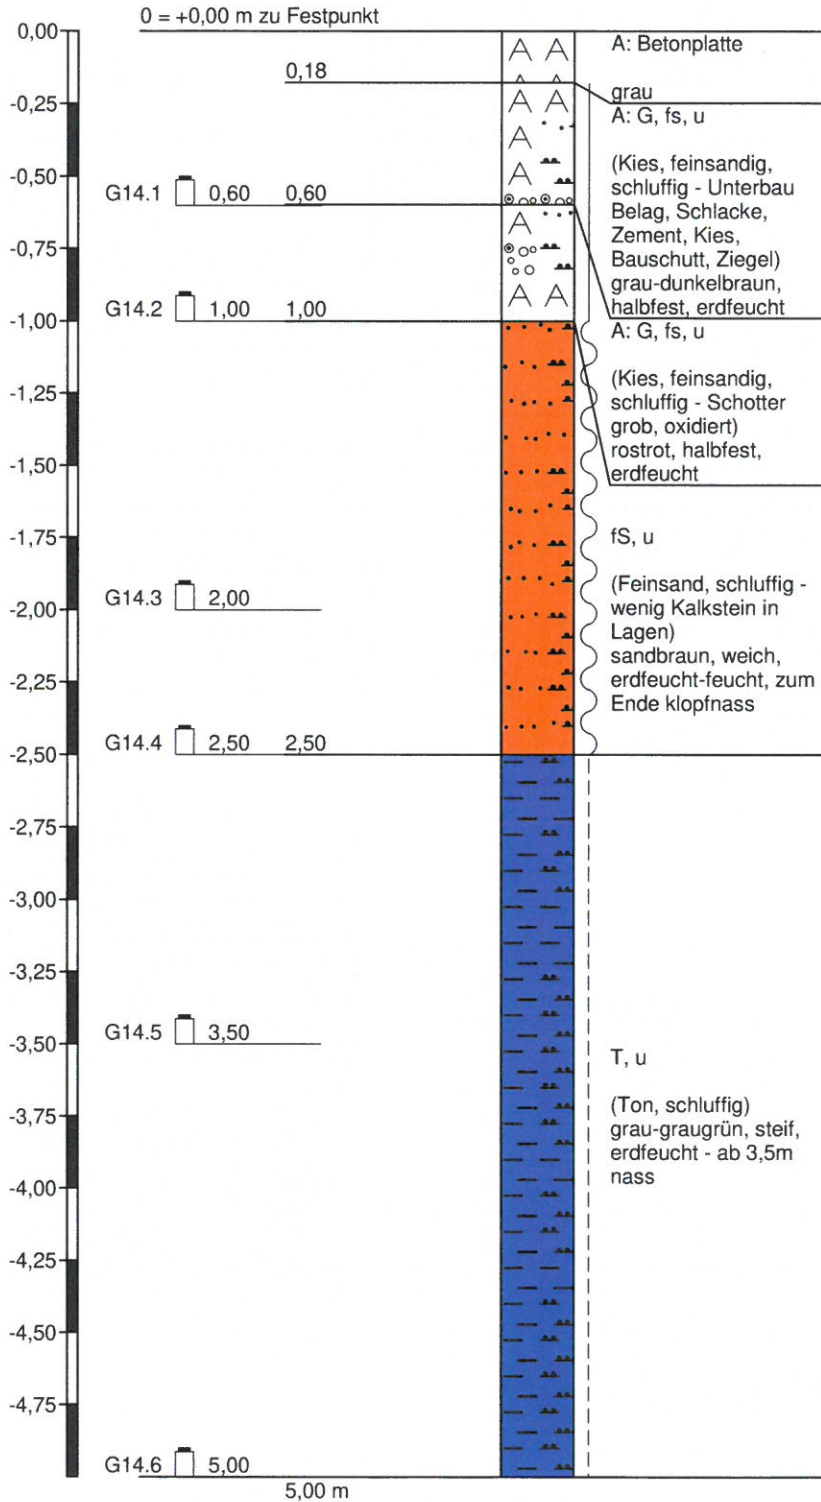 0 = +0,00 m zu Festpunkt
0,00
-0,25
-0,50
-0,75
-1,00
-1,25
-1,50
-1,75
-2,00
-2,25
-2,50
-2,75
-3,00
-3,25
-3,50
-3,75
-4,00
-4,25
-4,50
-4,75
0,18
G14.1 0,60 0,60
G14.2 1,00 1,00
G14.3 2,00
G14.4 2,50 2,50
G14.5 3,50
G14.6 5,00
5,00 m
A: Betonplatte
grau
A: G, fs, u
(Kies, feinsandig,
schluffig - Unterbau
Belag, Schlacke,
Zement, Kies,
Bauschutt, Ziegel)
grau-dunkelbraun,
halbfest, erdfeucht
A: G, fs, u
(Kies, feinsandig,
schluffig - Schotter
grob, oxidiert)
rostrot, halbfest,
erdfeucht
fS, u
(Feinsand, schluffig -
wenig Kalkstein in
Lagen)
sandbraun, weich,
erdfeucht-feucht, zum
Ende klopfnass
T, u
(Ton, schluffig)
grau-graugrün, steif,
erdfeucht - ab 3,5m
nass